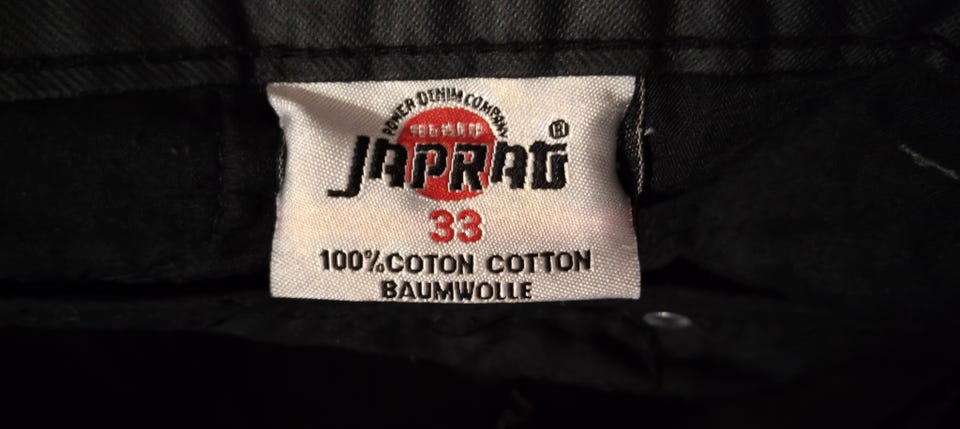 POWER DENIM COMPANY
JAPRAG®
33
100%COTON COTTON
BAUMWOLLE